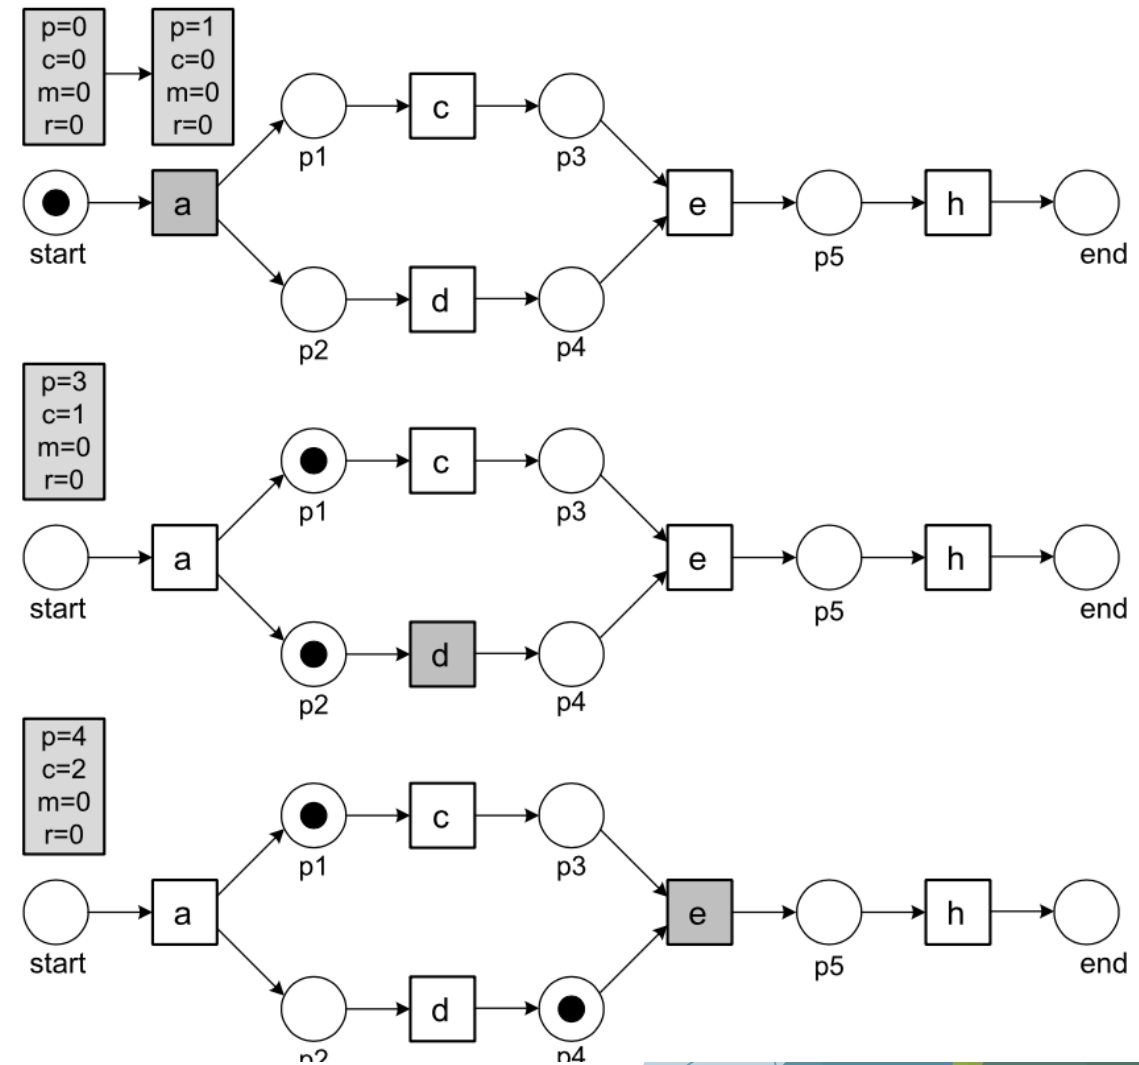 p=0
c=0
m=0
r=0
p=1
c=0
m=0
r=0
c
p1
p3
a
e
h
start
p5
end
d
p2
p4
p=3
c=1
m=0
r=0
c
p1
p3
a
e
h
start
p5
end
d
p2
p4
p=4
c=2
m=0
r=0
c
p1
p3
a
e
h
start
p5
end
d
p2
p4